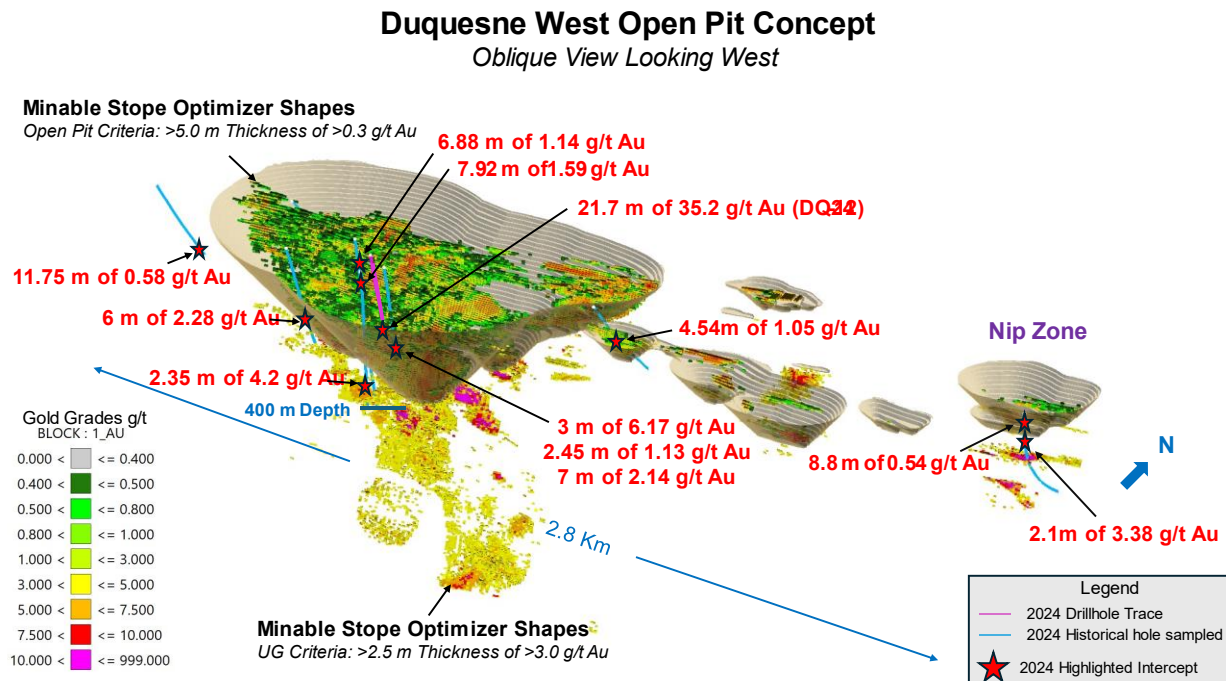 Duquesne West Open Pit Concept
Oblique View Looking West
Minable Stope Optimizer Shapes
Open Pit Criteria: >5.0 m Thickness of >0.3 g/t Au
6.88 m of 1.14 g/t Au
7.92 m of 1.59 g/t Au
21.7 m of 35.2 g/t Au
11.75 m of 0.58 g/t Au
6 m of 2.28 g/t Au
4.54m of 1.05 g/t Au
Nip Zone
2.35 m of 4.2 g/t Au
400 m Depth
3 m of 6.17 g/t Au
2.45 m of 1.13 g/t Au
7 m of 2.14 g/t Au
8.8 m of 0.54 g/t Au
N
2.1m of 3.38 g/t Au
2.8 Km
Gold Grades g/t
BLOCK : 1_AU
0.000 < <= 0.400
0.400 < <= 0.500
0.500 < <= 0.800
0.800 < <= 1.000
1.000 < <= 3.000
3.000 < <= 5.000
5.000 < <= 7.500
7.500 < <= 10.000
10.000 < <= 999.000
Minable Stope Optimizer Shapes
UG Criteria: >2.5 m Thickness of >3.0 g/t Au
Legend
2024 Drillhole Trace
2024 Historical hole sampled
2024 Highlighted Intercept